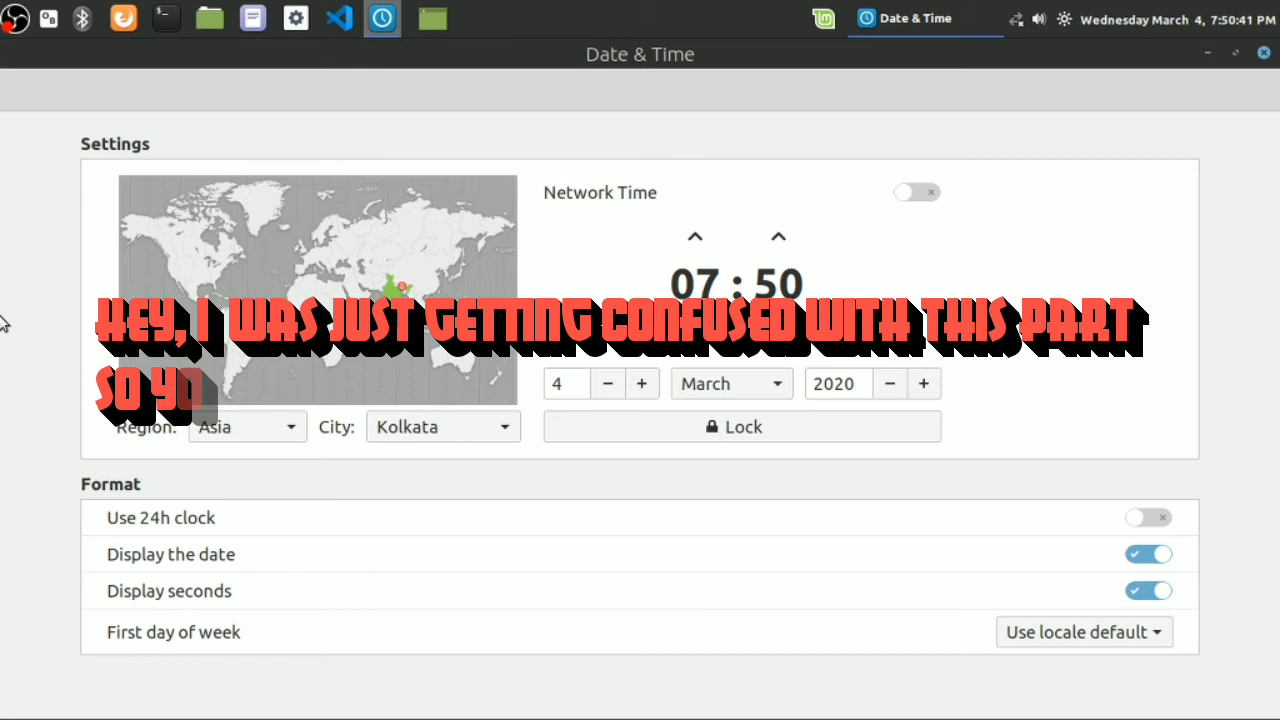 Date & Time
Wednesday March 4, 7:50:41 PM
Date & Time
Settings
Network Time
07 : 50
HEY, I WAS JUST GETTING CONFUSED WITH THIS PART
SO YO
4
March
2020
Region:
Asia
City:
Kolkata
Lock
Format
Use 24h clock
Display the date
Display seconds
First day of week
Use locale default